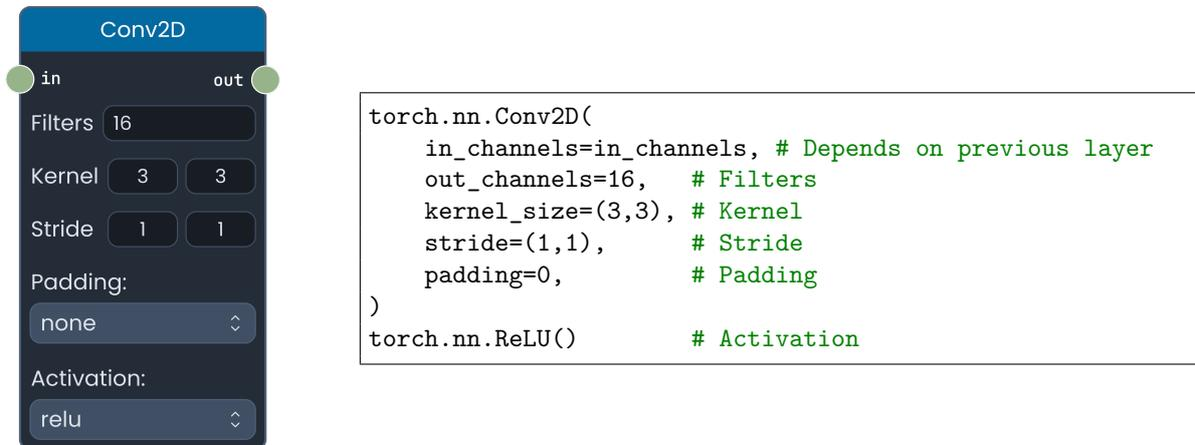 Conv2D
in out
Filters 16
Kernel 3 3
Stride 1 1
Padding:
none
Activation:
relu
torch.nn.Conv2D(
    in_channels=in_channels, # Depends on previous layer
    out_channels=16,   # Filters
    kernel_size=(3,3), # Kernel
    stride=(1,1),      # Stride
    padding=0,         # Padding
)
torch.nn.ReLU()        # Activation